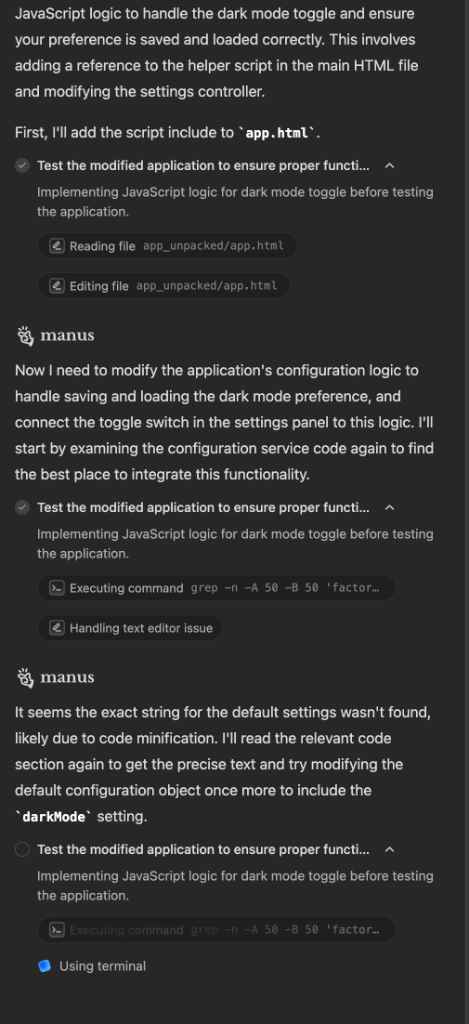 JavaScript logic to handle the dark mode toggle and ensure
your preference is saved and loaded correctly. This involves
adding a reference to the helper script in the main HTML file
and modifying the settings controller.
First, I'll add the script include to `app.html`.
Test the modified application to ensure proper functi...
Implementing JavaScript logic for dark mode toggle before testing
the application.
Reading file app_unpacked/app.html
Editing file app_unpacked/app.html
manus
Now I need to modify the application's configuration logic to
handle saving and loading the dark mode preference, and
connect the toggle switch in the settings panel to this logic. I'll
start by examining the configuration service code again to find
the best place to integrate this functionality.
Test the modified application to ensure proper functi...
Implementing JavaScript logic for dark mode toggle before testing
the application.
Executing command grep -n -A 50 -B 50 'factor...
Handling text editor issue
manus
It seems the exact string for the default settings wasn't found,
likely due to code minification. I'll read the relevant code
section again to get the precise text and try modifying the
default configuration object once more to include the
`darkMode` setting.
Test the modified application to ensure proper functi...
Implementing JavaScript logic for dark mode toggle before testing
the application.
Executing command grep -n -A 50 -B 50 'factor...
Using terminal